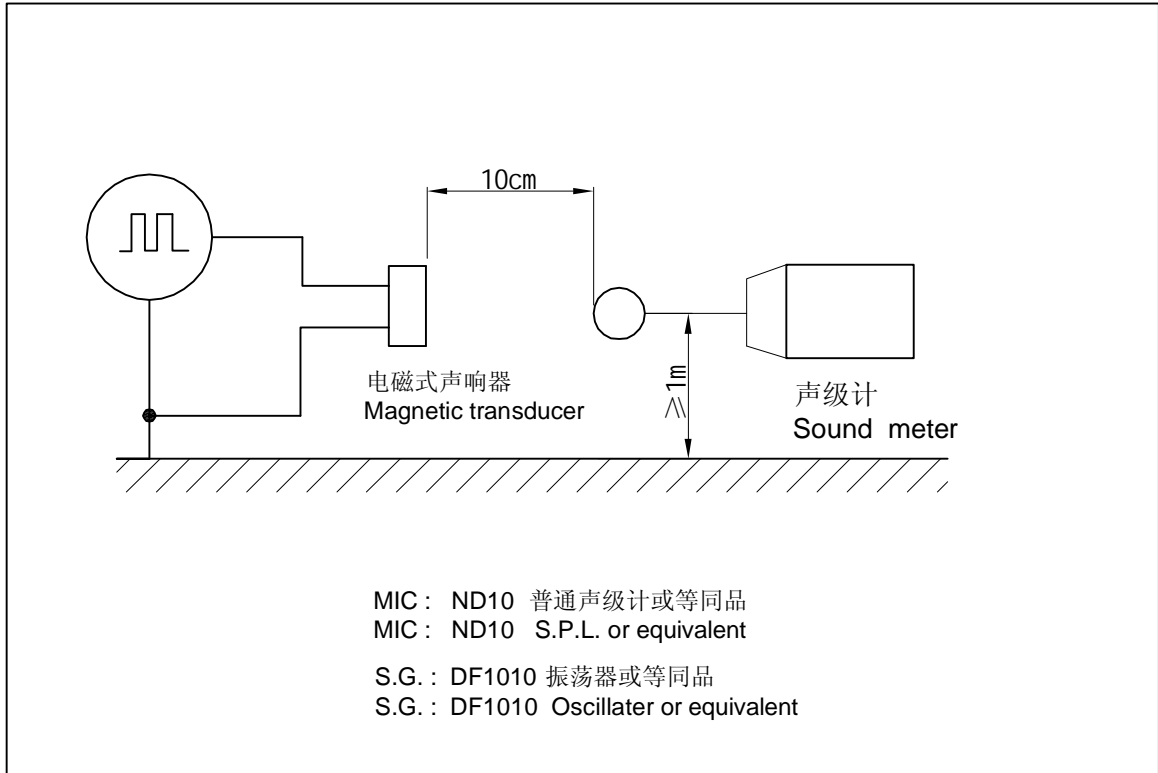 10cm
≥1m
电磁式声响器
Magnetic transducer
声级计
Sound meter
MIC : ND10 普通声级计或等同品
MIC : ND10 S.P.L. or equivalent
S.G. : DF1010 振荡器或等同品
S.G. : DF1010 Oscillater or equivalent